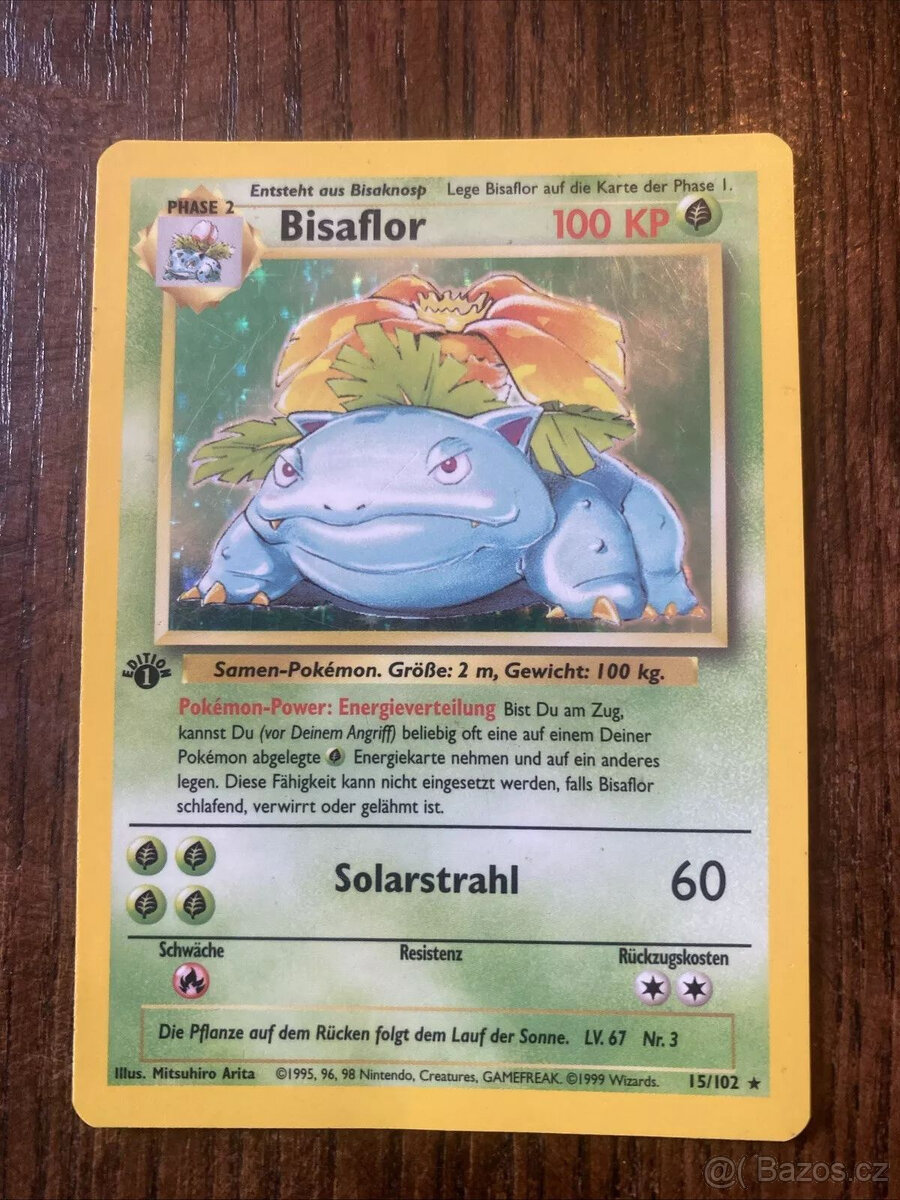 Entsteht aus Bisaknosp Lege Bisaflor auf die Karte der Phase 1.
PHASE 2
Bisaflor 100 KP
EDITION
1
Samen-Pokémon. Größe: 2 m, Gewicht: 100 kg.
Pokémon-Power: Energieverteilung Bist Du am Zug,
kannst Du (vor Deinem Angriff) beliebig oft eine auf einem Deiner
Pokémon abgelegte Energiekarte nehmen und auf ein anderes
legen. Diese Fähigkeit kann nicht eingesetzt werden, falls Bisaflor
schlafend, verwirrt oder gelähmt ist.
Solarstrahl 60
Schwäche Resistenz Rückzugskosten
Die Pflanze auf dem Rücken folgt dem Lauf der Sonne. LV. 67 Nr. 3
Illus. Mitsuhiro Arita ©1995, 96, 98 Nintendo, Creatures, GAMEFREAK. ©1999 Wizards. 15/102 ★
@( Bazos.cz